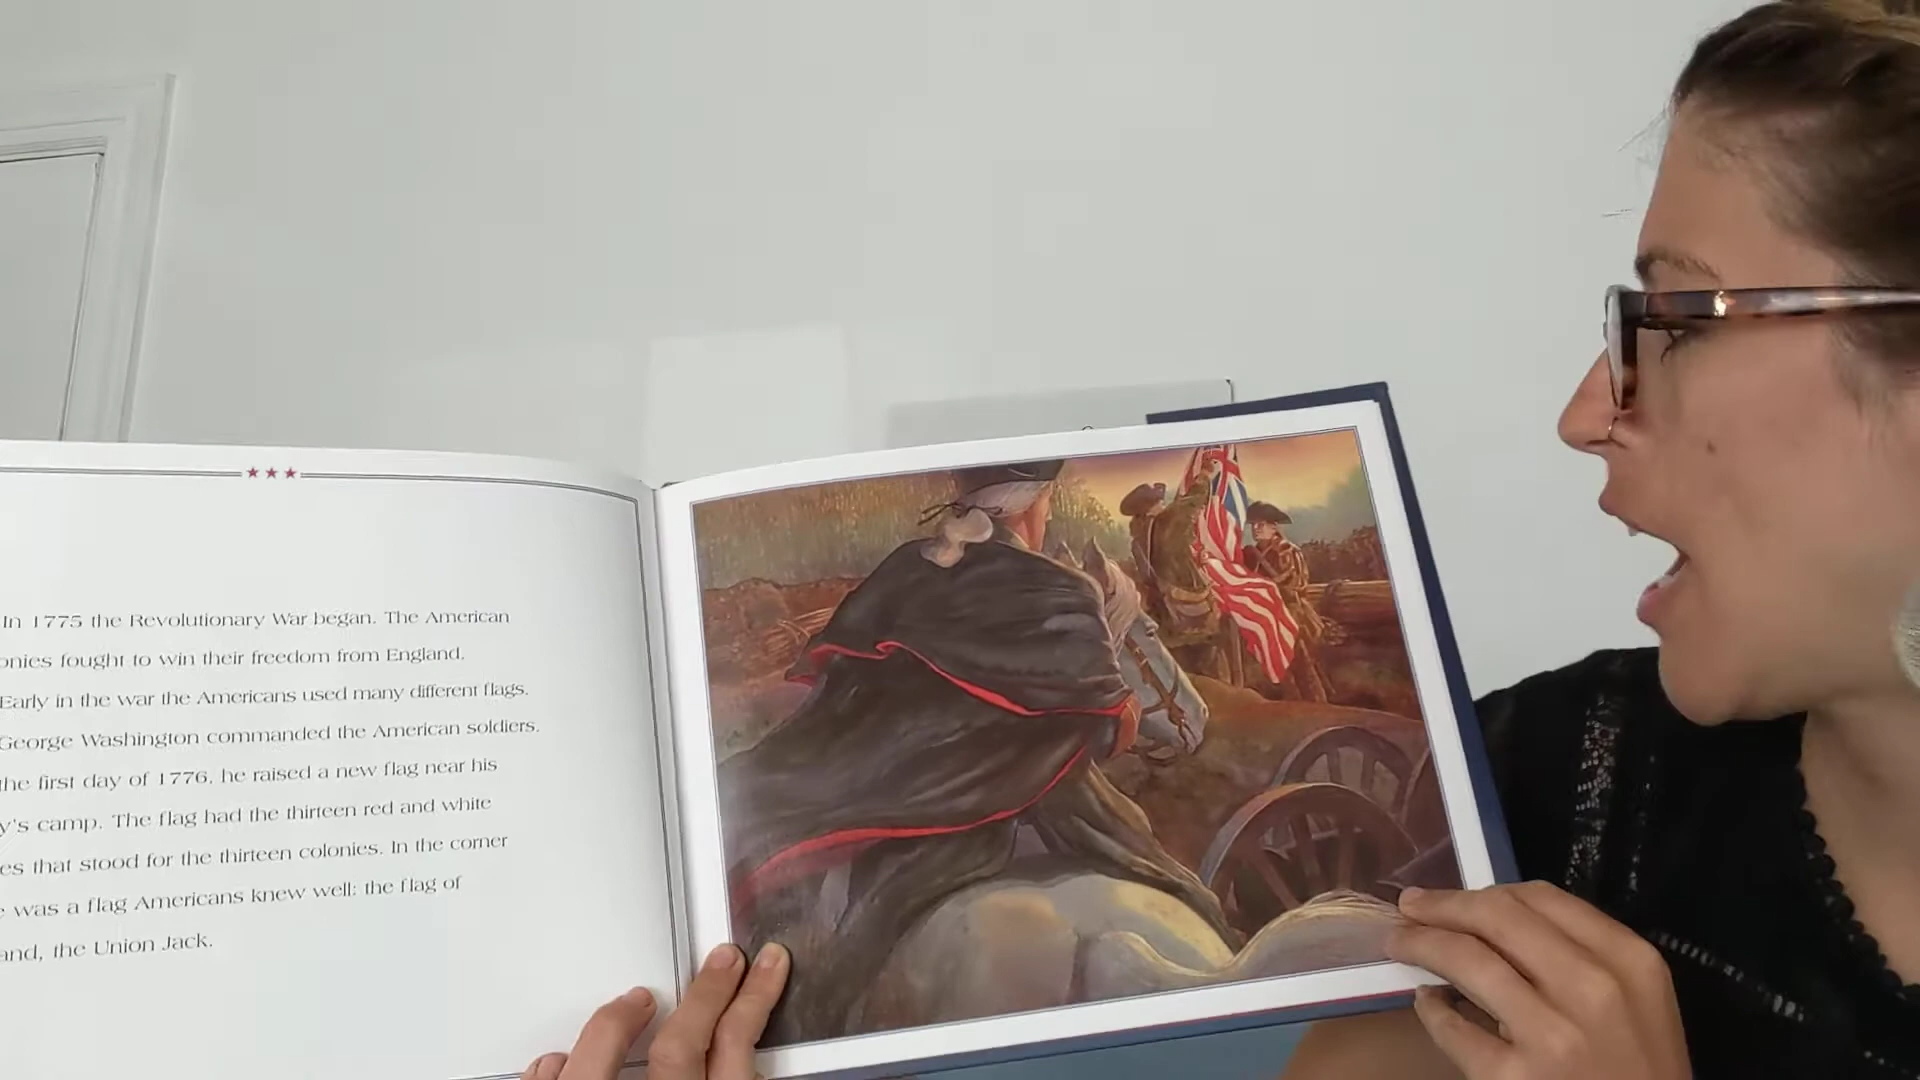 In 1775 the Revolutionary War began. The American
onies fought to win their freedom from England.
Early in the war the Americans used many different flags.
George Washington commanded the American soldiers.
the first day of 1776, he raised a new flag near his
y's camp. The flag had the thirteen red and white
es that stood for the thirteen colonies. In the corner
e was a flag Americans knew well: the flag of
and, the Union Jack.